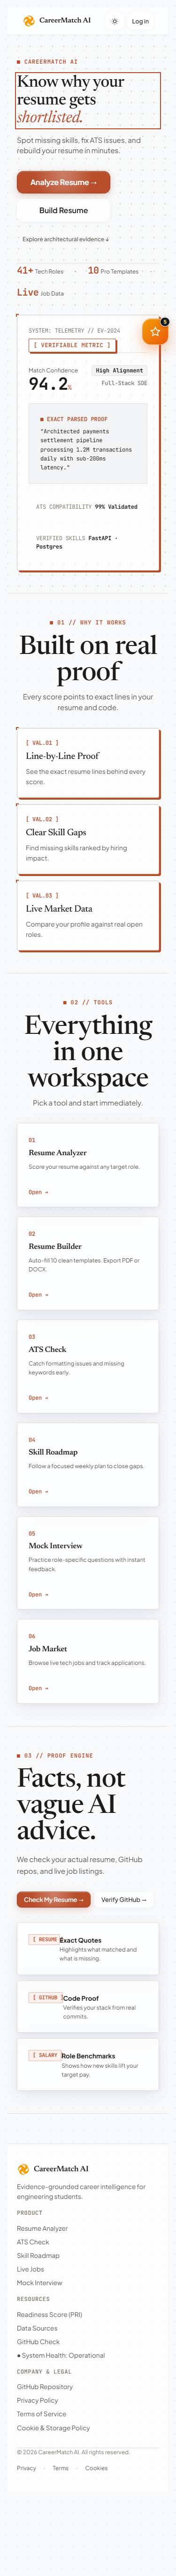 CareerMatch AI
Log in
■ CAREERMATCH AI
Know why your
resume gets
shortlisted.
Spot missing skills, fix ATS issues, and
rebuild your resume in minutes.
Analyze Resume →
Build Resume
Explore architectural evidence ↓
41+ Tech Roles · 10 Pro Templates ·
Live Job Data
5
SYSTEM: TELEMETRY // EV-2024
[ VERIFIABLE METRIC ]
Match Confidence
High Alignment
94.2%
Full-Stack SDE
■ EXACT PARSED PROOF
"Architected payments
settlement pipeline
processing 1.2M transactions
daily with sub-200ms
latency."
ATS COMPATIBILITY 99% Validated
VERIFIED SKILLS FastAPI ·
Postgres
■ 01 // WHY IT WORKS
Built on real
proof
Every score points to exact lines in your
resume and code.
[ VAL.01 ]
Line-by-Line Proof
See the exact resume lines behind every
score.
[ VAL.02 ]
Clear Skill Gaps
Find missing skills ranked by hiring
impact.
[ VAL.03 ]
Live Market Data
Compare your profile against real open
roles.
■ 02 // TOOLS
Everything
in one
workspace
Pick a tool and start immediately.
01
Resume Analyzer
Score your resume against any target role.
Open →
02
Resume Builder
Auto-fill 10 clean templates. Export PDF or
DOCX.
Open →
03
ATS Check
Catch formatting issues and missing
keywords early.
Open →
04
Skill Roadmap
Follow a focused weekly plan to close gaps.
Open →
05
Mock Interview
Practice role-specific questions with instant
feedback.
Open →
06
Job Market
Browse live tech jobs and track applications.
Open →
■ 03 // PROOF ENGINE
Facts, not
vague AI
advice.
We check your actual resume, GitHub
repos, and live job listings.
Check My Resume →
Verify GitHub →
[ RESUME ]
Exact Quotes
Highlights what matched and
what is missing.
[ GITHUB ]
Code Proof
Verifies your stack from real
commits.
[ SALARY ]
Role Benchmarks
Shows how new skills lift your
target pay.
CareerMatch AI
Evidence-grounded career intelligence for
engineering students.
PRODUCT
Resume Analyzer
ATS Check
Skill Roadmap
Live Jobs
Mock Interview
RESOURCES
Readiness Score (PRI)
Data Sources
GitHub Check
● System Health: Operational
COMPANY & LEGAL
GitHub Repository
Privacy Policy
Terms of Service
Cookie & Storage Policy
© 2026 CareerMatch AI. All rights reserved.
Privacy · Terms · Cookies